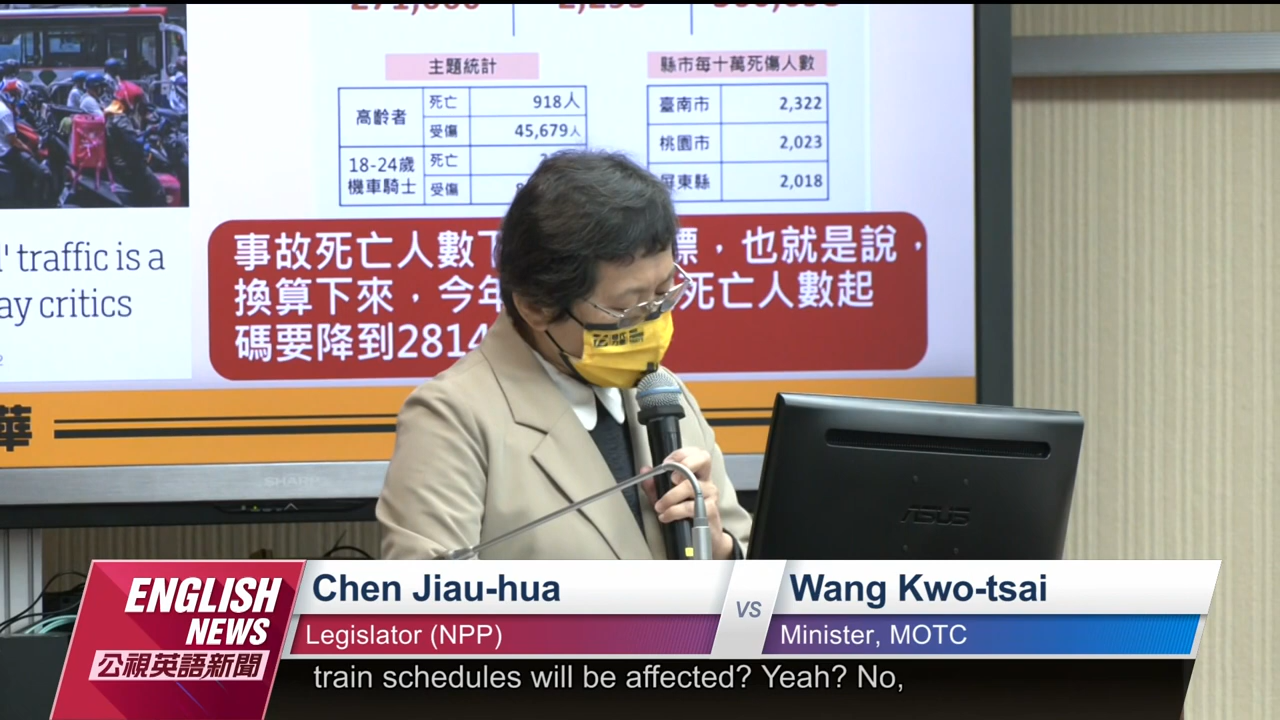 主題統計
高齡者
死亡
918人
受傷
45,679人
18-24歲
機車騎士
死亡
受傷
縣市每十萬死傷人數
臺南市
2,322
桃園市
2,023
屏東縣
2,018
' traffic is a
critics
事故死亡人數 標，也就是說，
換算下來，今年 死亡人數起
碼要降到2814
華
SHARP
ASUS
ENGLISH
NEWS
公視英語新聞
Chen Jiau-hua
Legislator (NPP)
VS
Wang Kwo-tsai
Minister, MOTC
train schedules will be affected? Yeah? No,